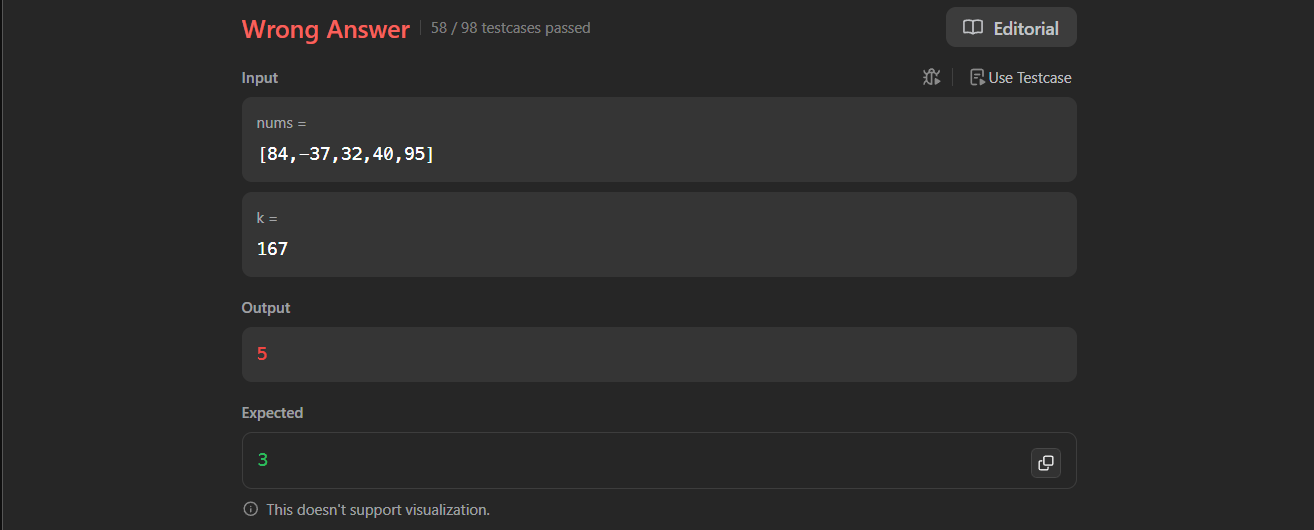 Wrong Answer 58 / 98 testcases passed Editorial
Input Use Testcase
nums =
[84,-37,32,40,95]
k =
167
Output
5
Expected
3
This doesn't support visualization.